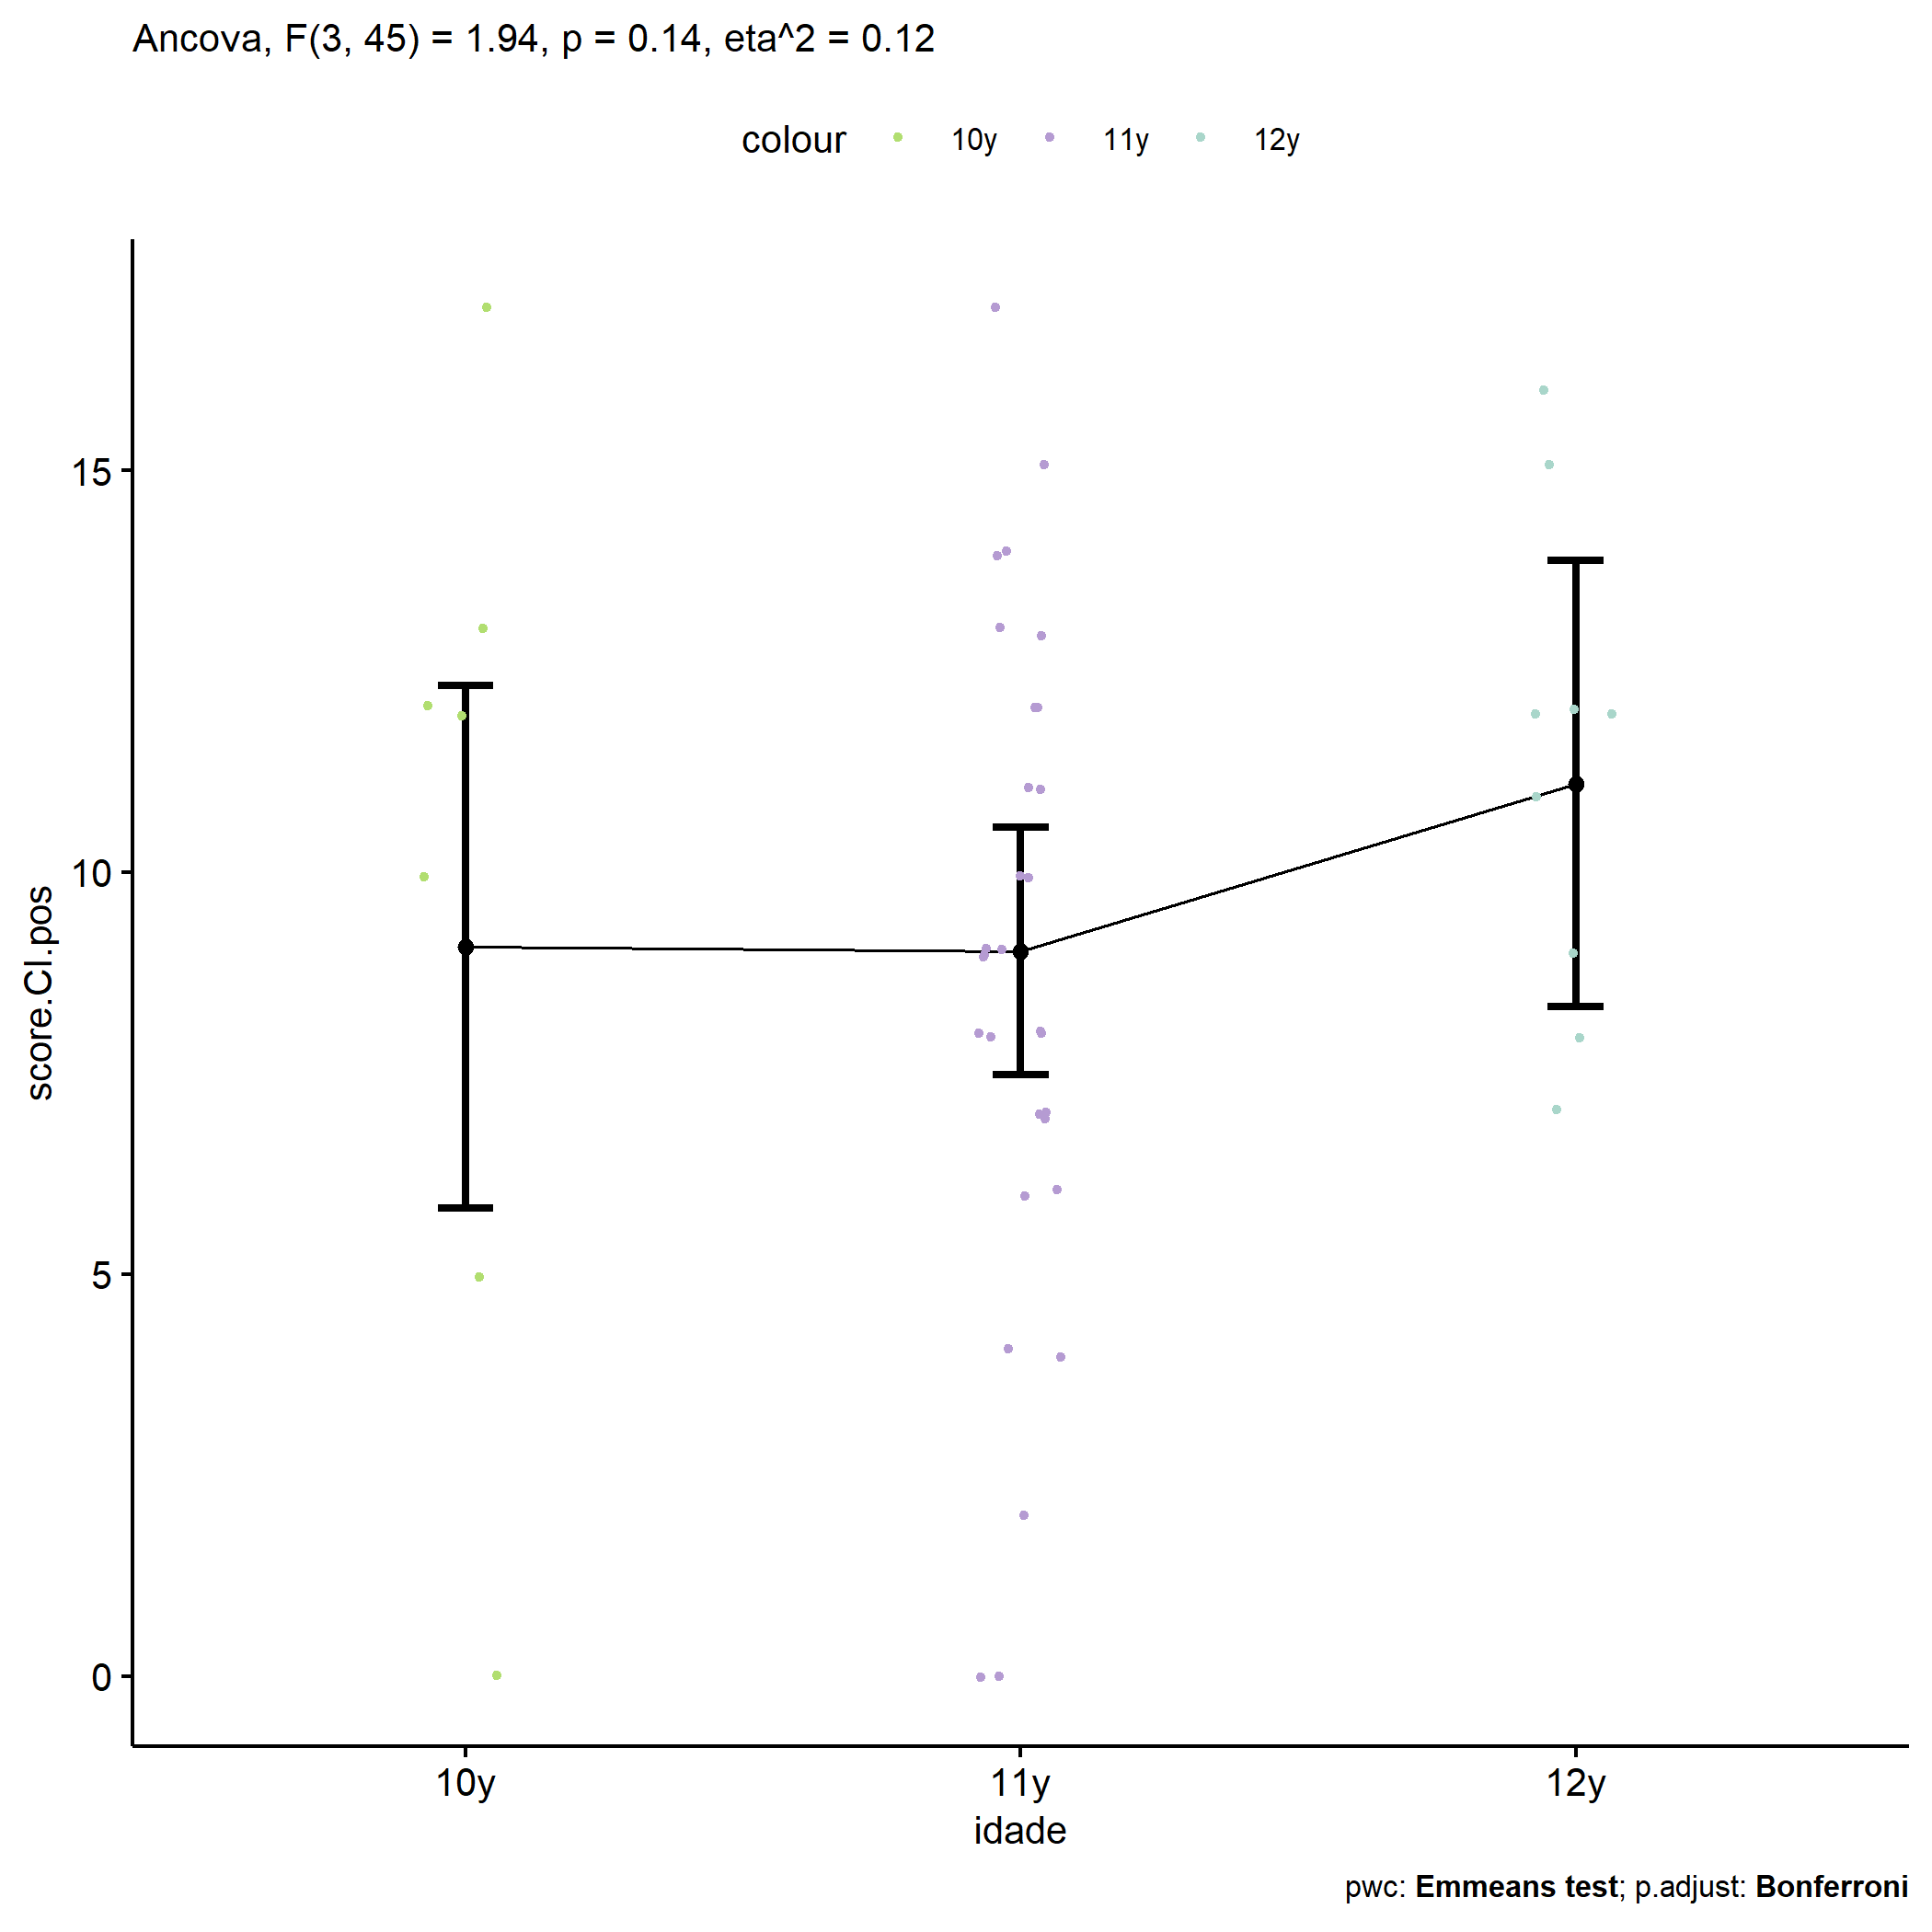 Ancova, F(3, 45) = 1.94, p = 0.14, eta^2 = 0.12
colour 10y 11y 12y
15
10
5
0
score.CI.pos
10y 11y 12y
idade
pwc: Emmeans test; p.adjust: Bonferroni